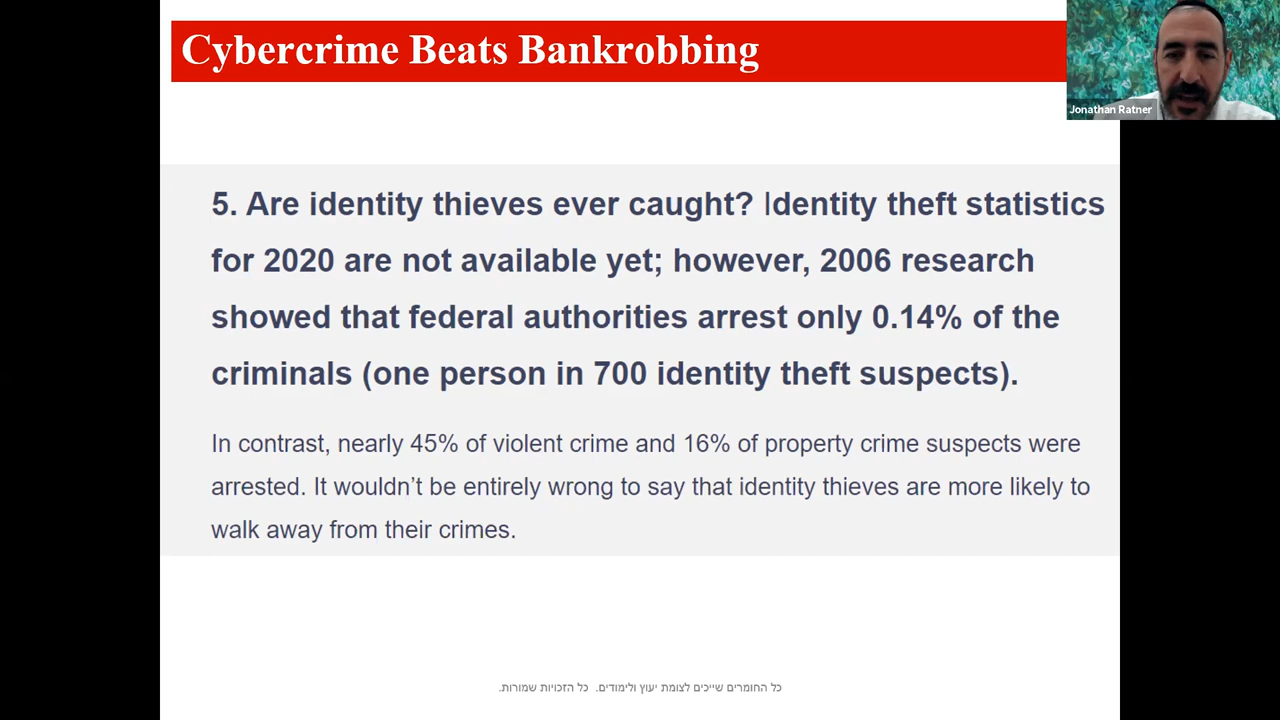 Cybercrime Beats Bankrobbing
Jonathan Ratner
5. Are identity thieves ever caught? Identity theft statistics
for 2020 are not available yet; however, 2006 research
showed that federal authorities arrest only 0.14% of the
criminals (one person in 700 identity theft suspects).
In contrast, nearly 45% of violent crime and 16% of property crime suspects were
arrested. It wouldn’t be entirely wrong to say that identity thieves are more likely to
walk away from their crimes.
כל החומרים שייכים לצומת יעוץ ולימודים. כל הזכויות שמורות.